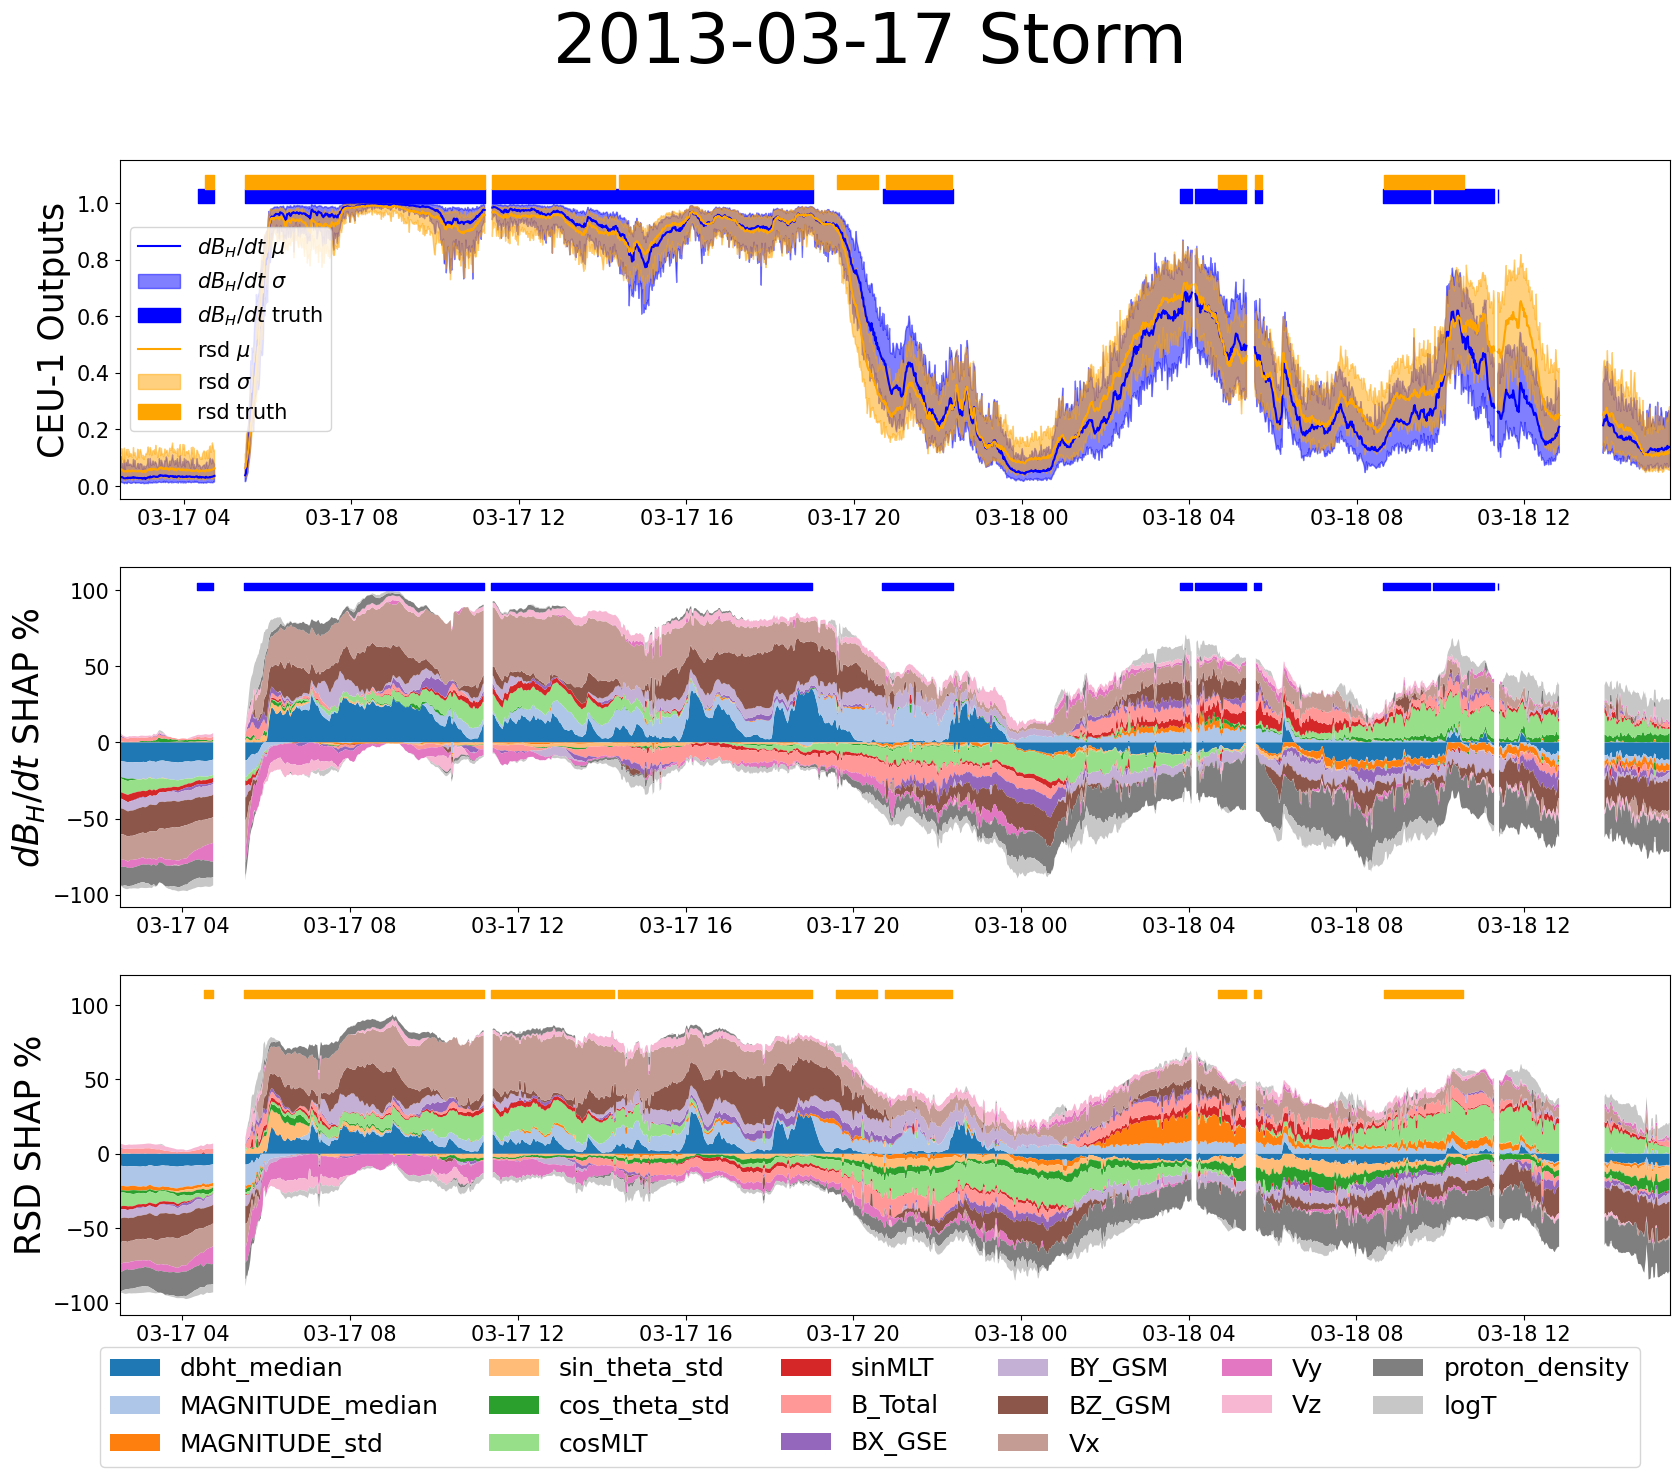 2013-03-17 Storm
CEU-1 Outputs
1.0
0.8
0.6
0.4
0.2
0.0
dB_H/dt μ
dB_H/dt σ
dB_H/dt truth
rsd μ
rsd σ
rsd truth
03-17 04 03-17 08 03-17 12 03-17 16 03-17 20 03-18 00 03-18 04 03-18 08 03-18 12
dB_H/dt SHAP %
100
50
0
−50
−100
03-17 04 03-17 08 03-17 12 03-17 16 03-17 20 03-18 00 03-18 04 03-18 08 03-18 12
RSD SHAP %
100
50
0
−50
−100
03-17 04 03-17 08 03-17 12 03-17 16 03-17 20 03-18 00 03-18 04 03-18 08 03-18 12
dbht_median sin_theta_std sinMLT BY_GSM Vy proton_density
MAGNITUDE_median cos_theta_std B_Total BZ_GSM Vz logT
MAGNITUDE_std cosMLT BX_GSE Vx